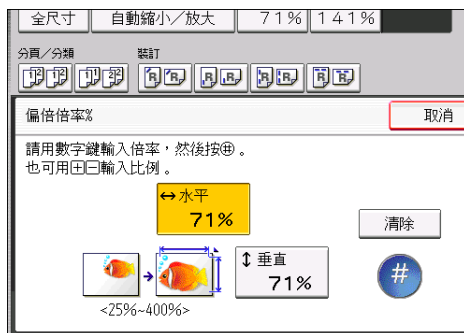 全尺寸 自動縮小／放大 71% 141%
分頁／分類 裝訂
偏倍倍率% 取消
請用數字鍵輸入倍率，然後按⊕。
也可用⊞⊟輸入比例。
↔水平
71%
清除
↕垂直
71%
#
<25%~400%>